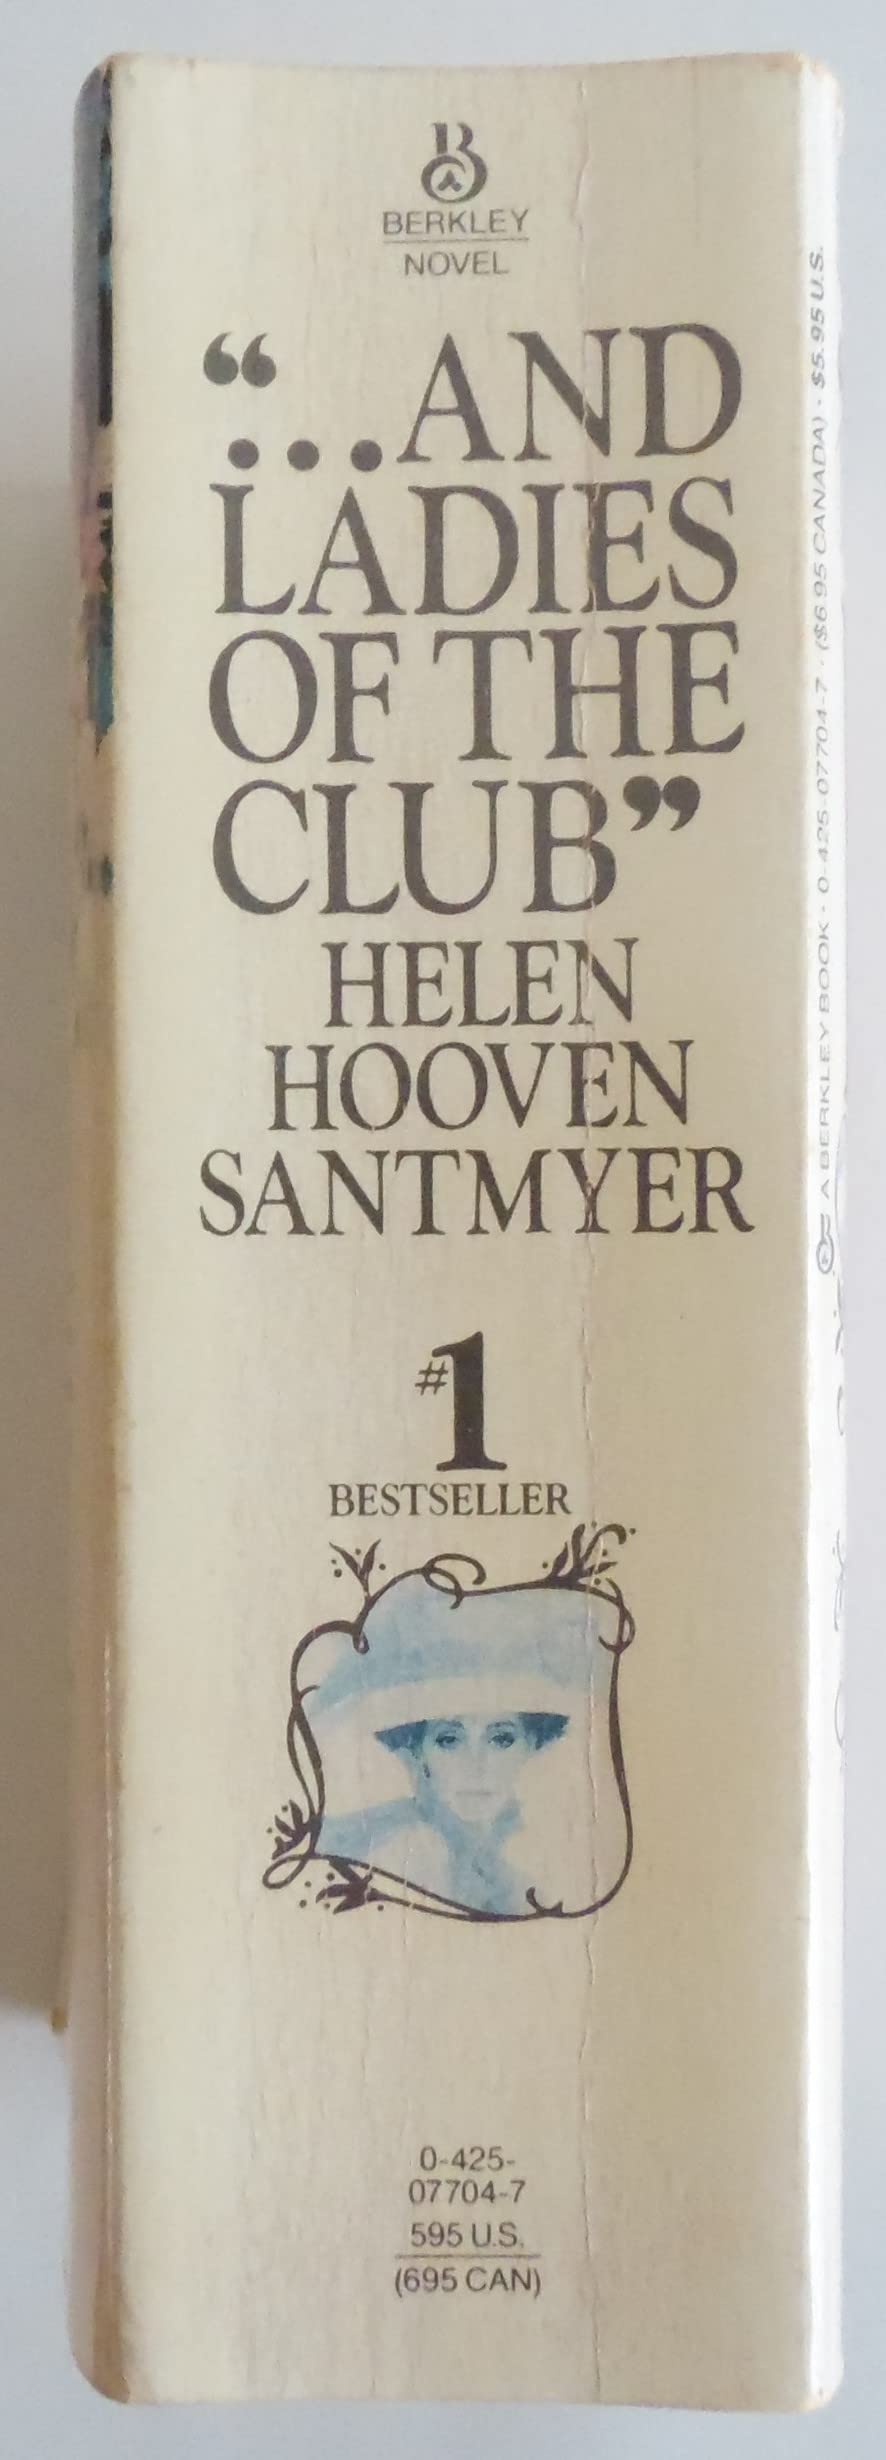 B
BERKLEY
NOVEL
“...AND
LADIES
OF THE
CLUB”
HELEN
HOOVEN
SANTMYER
#1
BESTSELLER
0-425-
07704-7
595 U.S.
(695 CAN)
A BERKLEY BOOK · 0-425-07704-7 · ($6.95 CANADA) · $5.95 U.S.